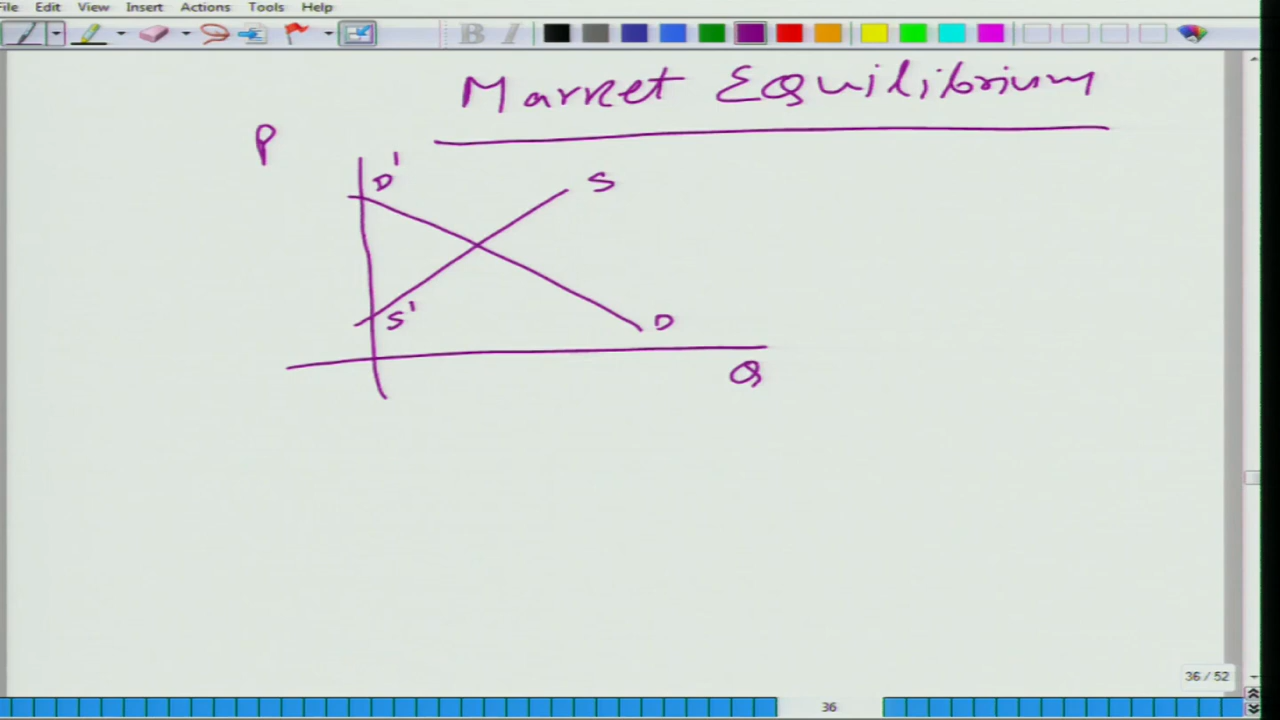 File Edit View Insert Actions Tools Help
B I
Market Equilibrium
P
D'
S
S'
D
Q
36 / 52
36